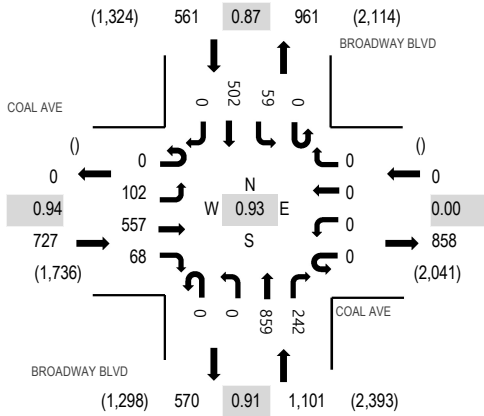 (1,324) 561 0.87 961 (2,114)
BROADWAY BLVD
0 502 59 0
COAL AVE
() ()
0 0
0 0
102 N 0
0.94 W 0.93 E 0.00
557 0
727 S 858
68 0
(1,736) (2,041)
0 0 859 242
COAL AVE
BROADWAY BLVD
(1,298) 570 0.91 1,101 (2,393)